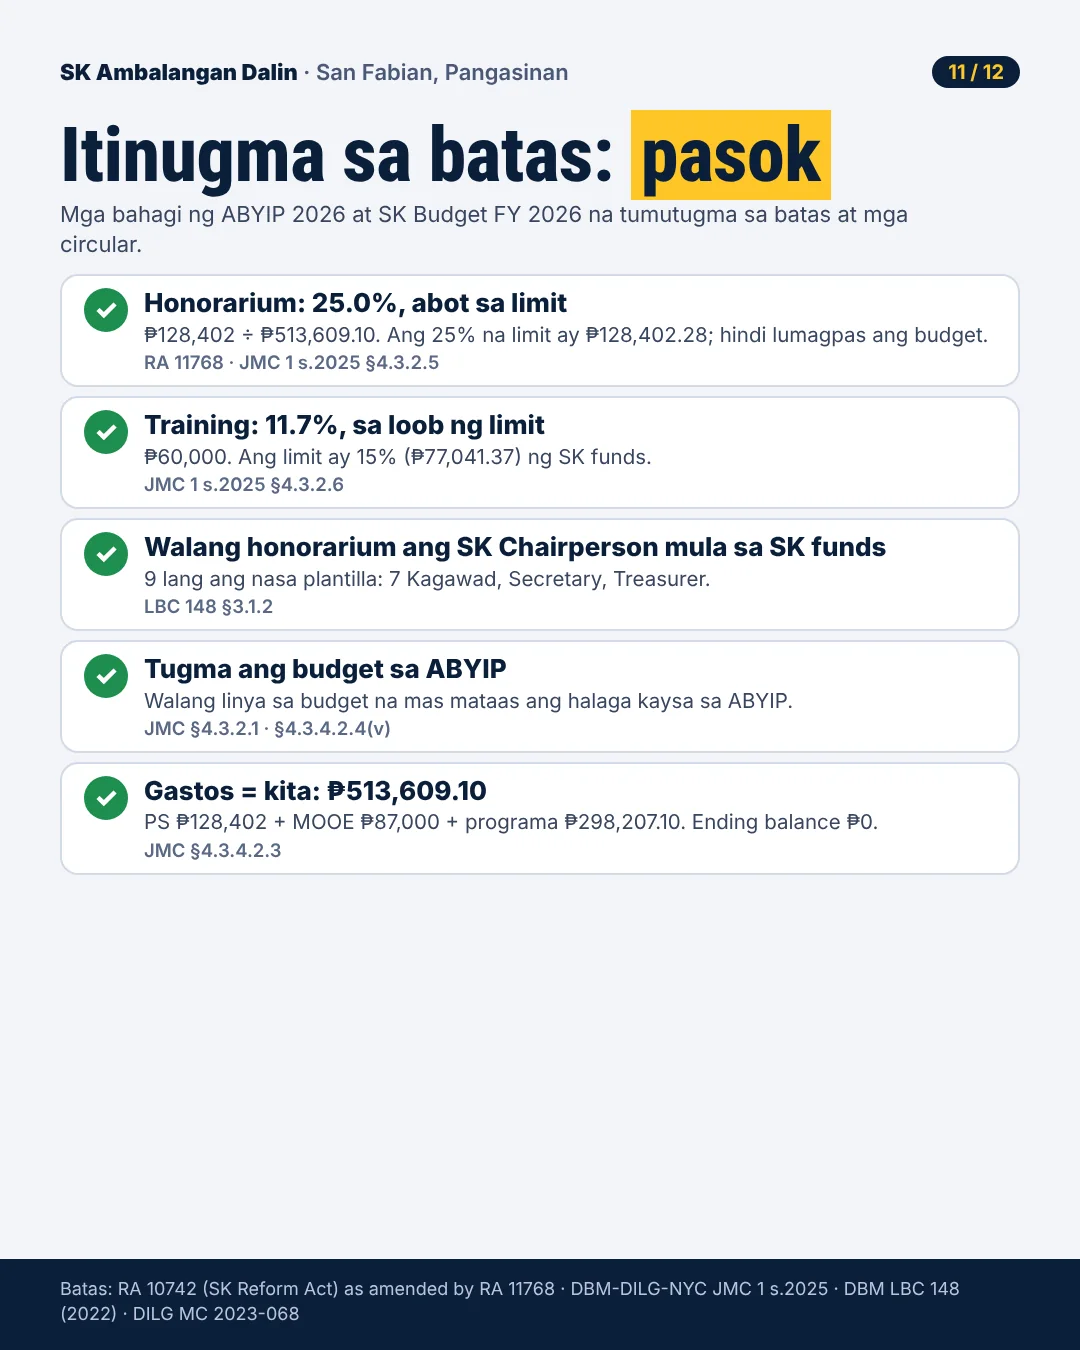 SK Ambalangan Dalin · San Fabian, Pangasinan
11 / 12
Itinugma sa batas: pasok
Mga bahagi ng ABYIP 2026 at SK Budget FY 2026 na tumutugma sa batas at mga
circular.
Honorarium: 25.0%, abot sa limit
₱128,402 ÷ ₱513,609.10. Ang 25% na limit ay ₱128,402.28; hindi lumagpas ang budget.
RA 11768 · JMC 1 s.2025 §4.3.2.5
Training: 11.7%, sa loob ng limit
₱60,000. Ang limit ay 15% (₱77,041.37) ng SK funds.
JMC 1 s.2025 §4.3.2.6
Walang honorarium ang SK Chairperson mula sa SK funds
9 lang ang nasa plantilla: 7 Kagawad, Secretary, Treasurer.
LBC 148 §3.1.2
Tugma ang budget sa ABYIP
Walang linya sa budget na mas mataas ang halaga kaysa sa ABYIP.
JMC §4.3.2.1 · §4.3.4.2.4(v)
Gastos = kita: ₱513,609.10
PS ₱128,402 + MOOE ₱87,000 + programa ₱298,207.10. Ending balance ₱0.
JMC §4.3.4.2.3
Batas: RA 10742 (SK Reform Act) as amended by RA 11768 · DBM-DILG-NYC JMC 1 s.2025 · DBM LBC 148
(2022) · DILG MC 2023-068